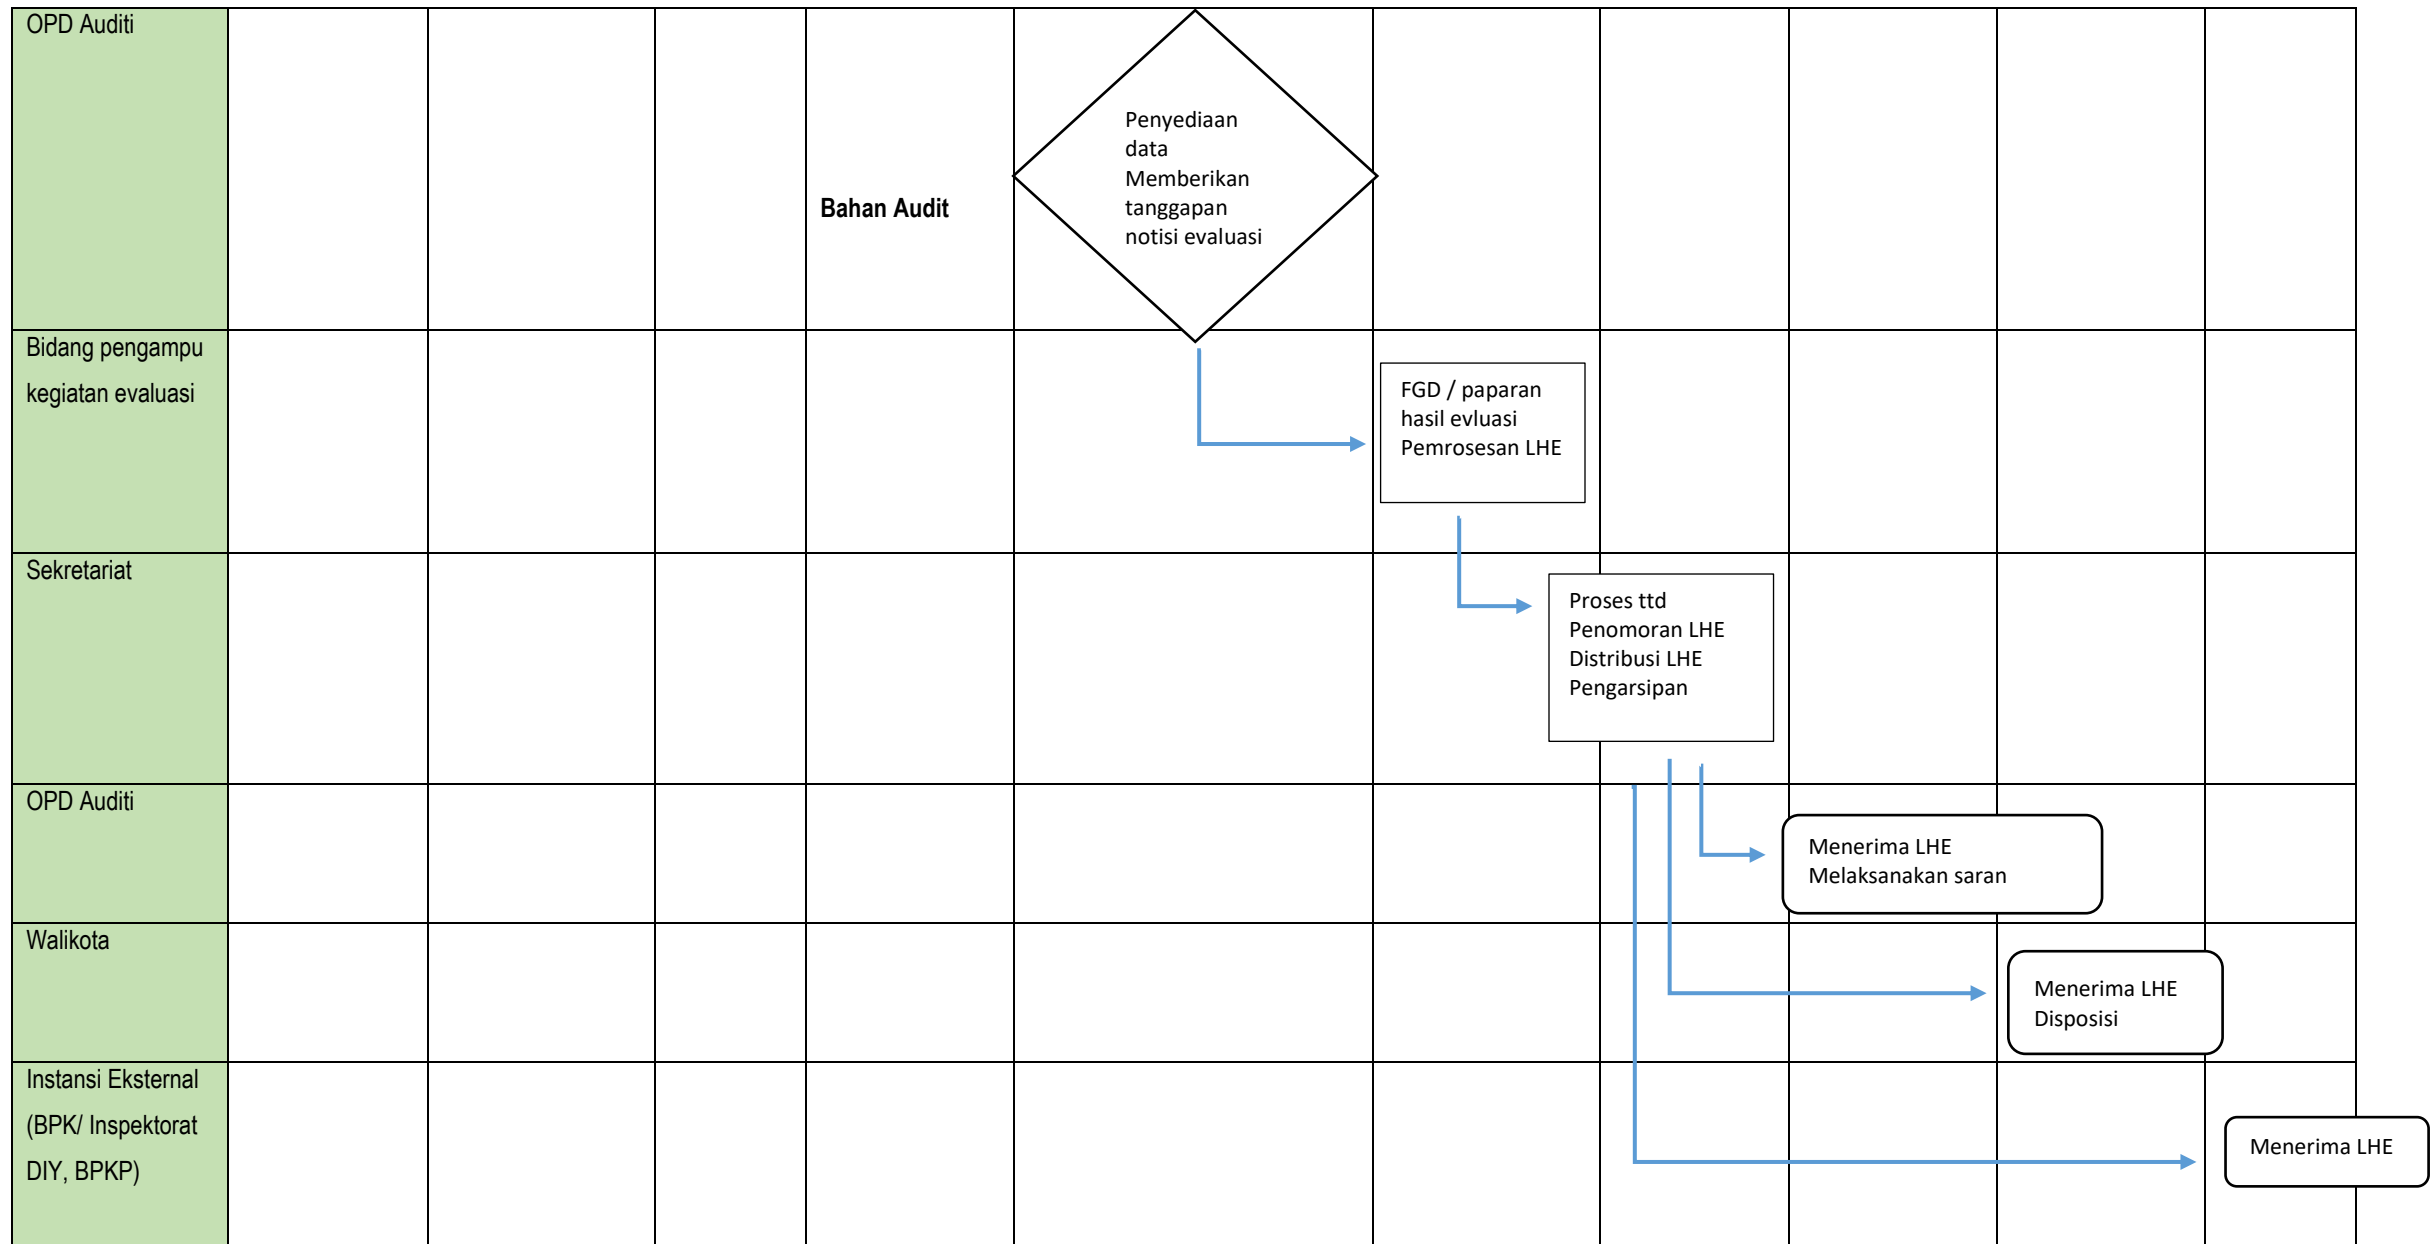 OPD Auditi
Penyediaan
data
Memberikan
tanggapan
notisi evaluasi
Bahan Audit
Bidang pengampu
kegiatan evaluasi
FGD / paparan
hasil evluasi
Pemrosesan LHE
Sekretariat
Proses ttd
Penomoran LHE
Distribusi LHE
Pengarsipan
OPD Auditi
Menerima LHE
Melaksanakan saran
Walikota
Menerima LHE
Disposisi
Instansi Eksternal
(BPK/ Inspektorat
DIY, BPKP)
Menerima LHE